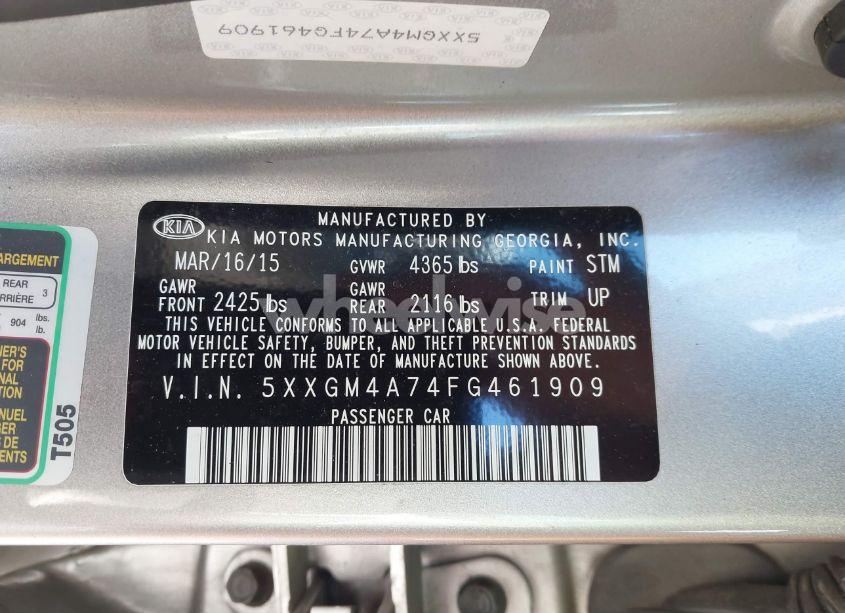 5XXGM4A74FG461909
KIA
MANUFACTURED BY
KIA MOTORS MANUFACTURING GEORGIA, INC.
MAR/16/15 GVWR 4365 lbs PAINT STM
GAWR FRONT 2425 lbs GAWR REAR 2116 lbs TRIM UP
THIS VEHICLE CONFORMS TO ALL APPLICABLE U.S.A. FEDERAL
MOTOR VEHICLE SAFETY, BUMPER, AND THEFT PREVENTION STANDARDS
IN EFFECT ON THE DATE OF MANUFACTURE SHOWN ABOVE.
V.I.N. 5XXGM4A74FG461909
PASSENGER CAR
wheelwise
ARGEMENT
REAR 3
ARRIÈRE
904 lbs.
lb.
T505